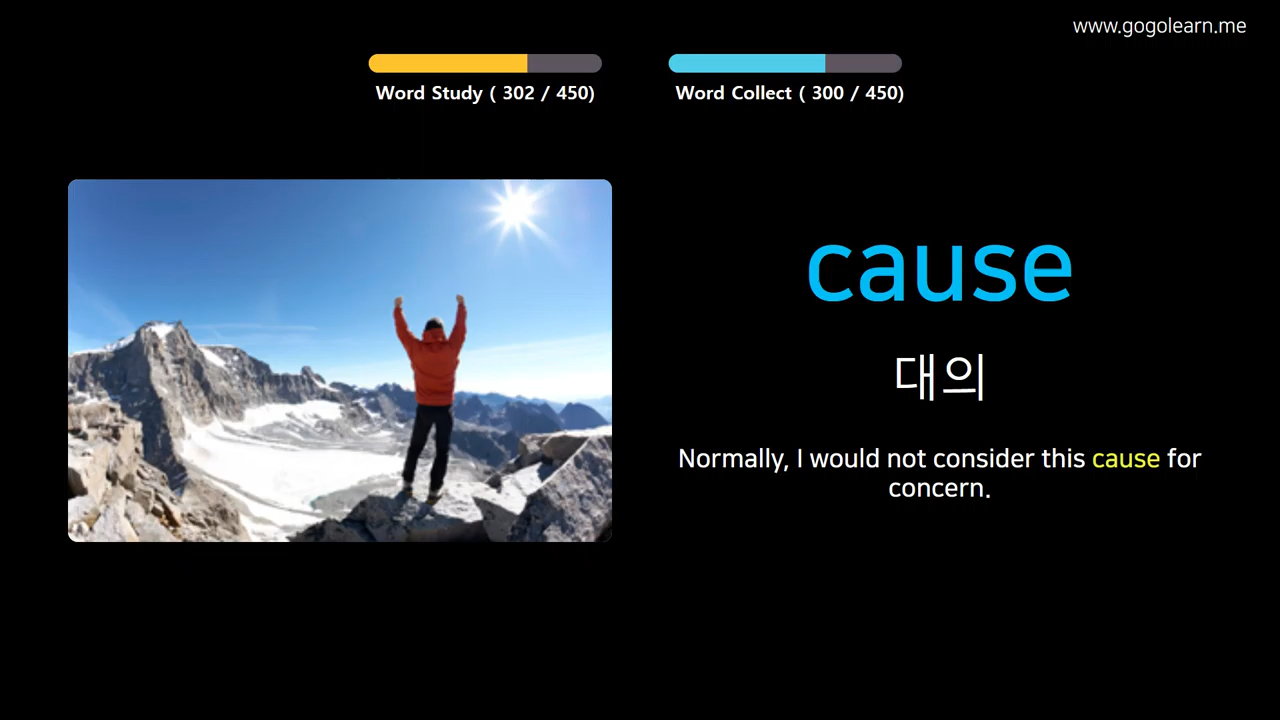 www.gogolearn.me
Word Study ( 302 / 450)
Word Collect ( 300 / 450)
cause
대의
Normally, I would not consider this cause for
concern.